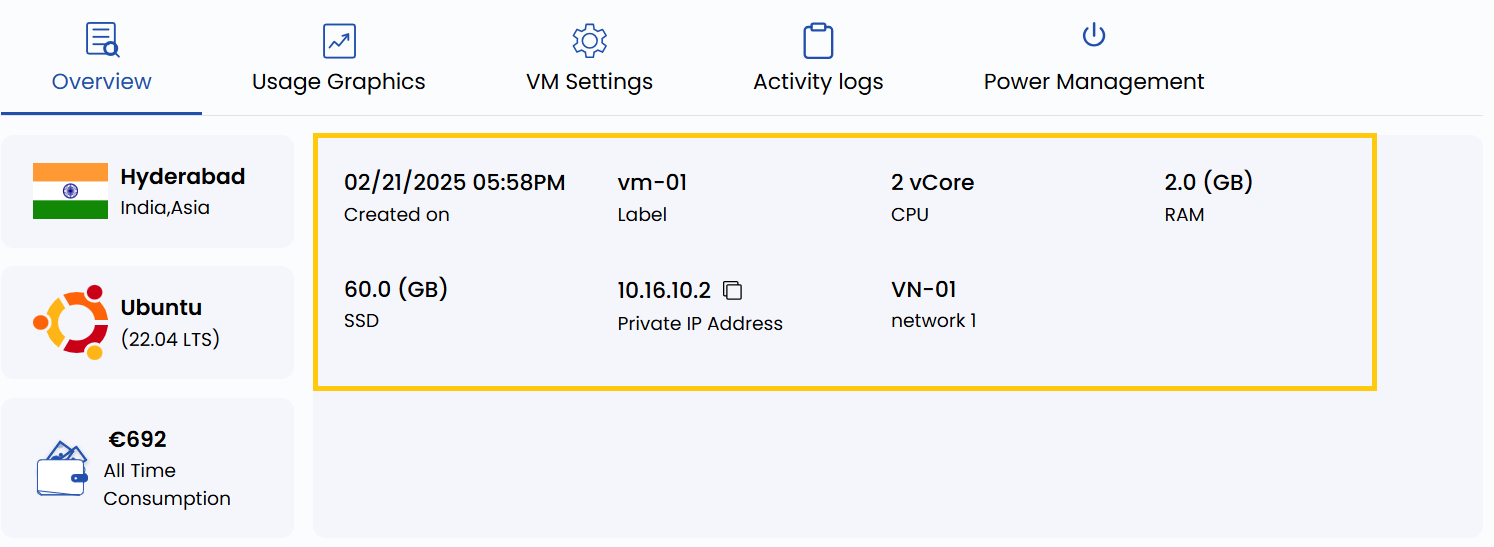 Overview
Usage Graphics
VM Settings
Activity logs
Power Management
Hyderabad
India,Asia
Ubuntu
(22.04 LTS)
€692
All Time
Consumption
02/21/2025 05:58PM
Created on
vm-01
Label
2 vCore
CPU
2.0 (GB)
RAM
60.0 (GB)
SSD
10.16.10.2
Private IP Address
VN-01
network 1